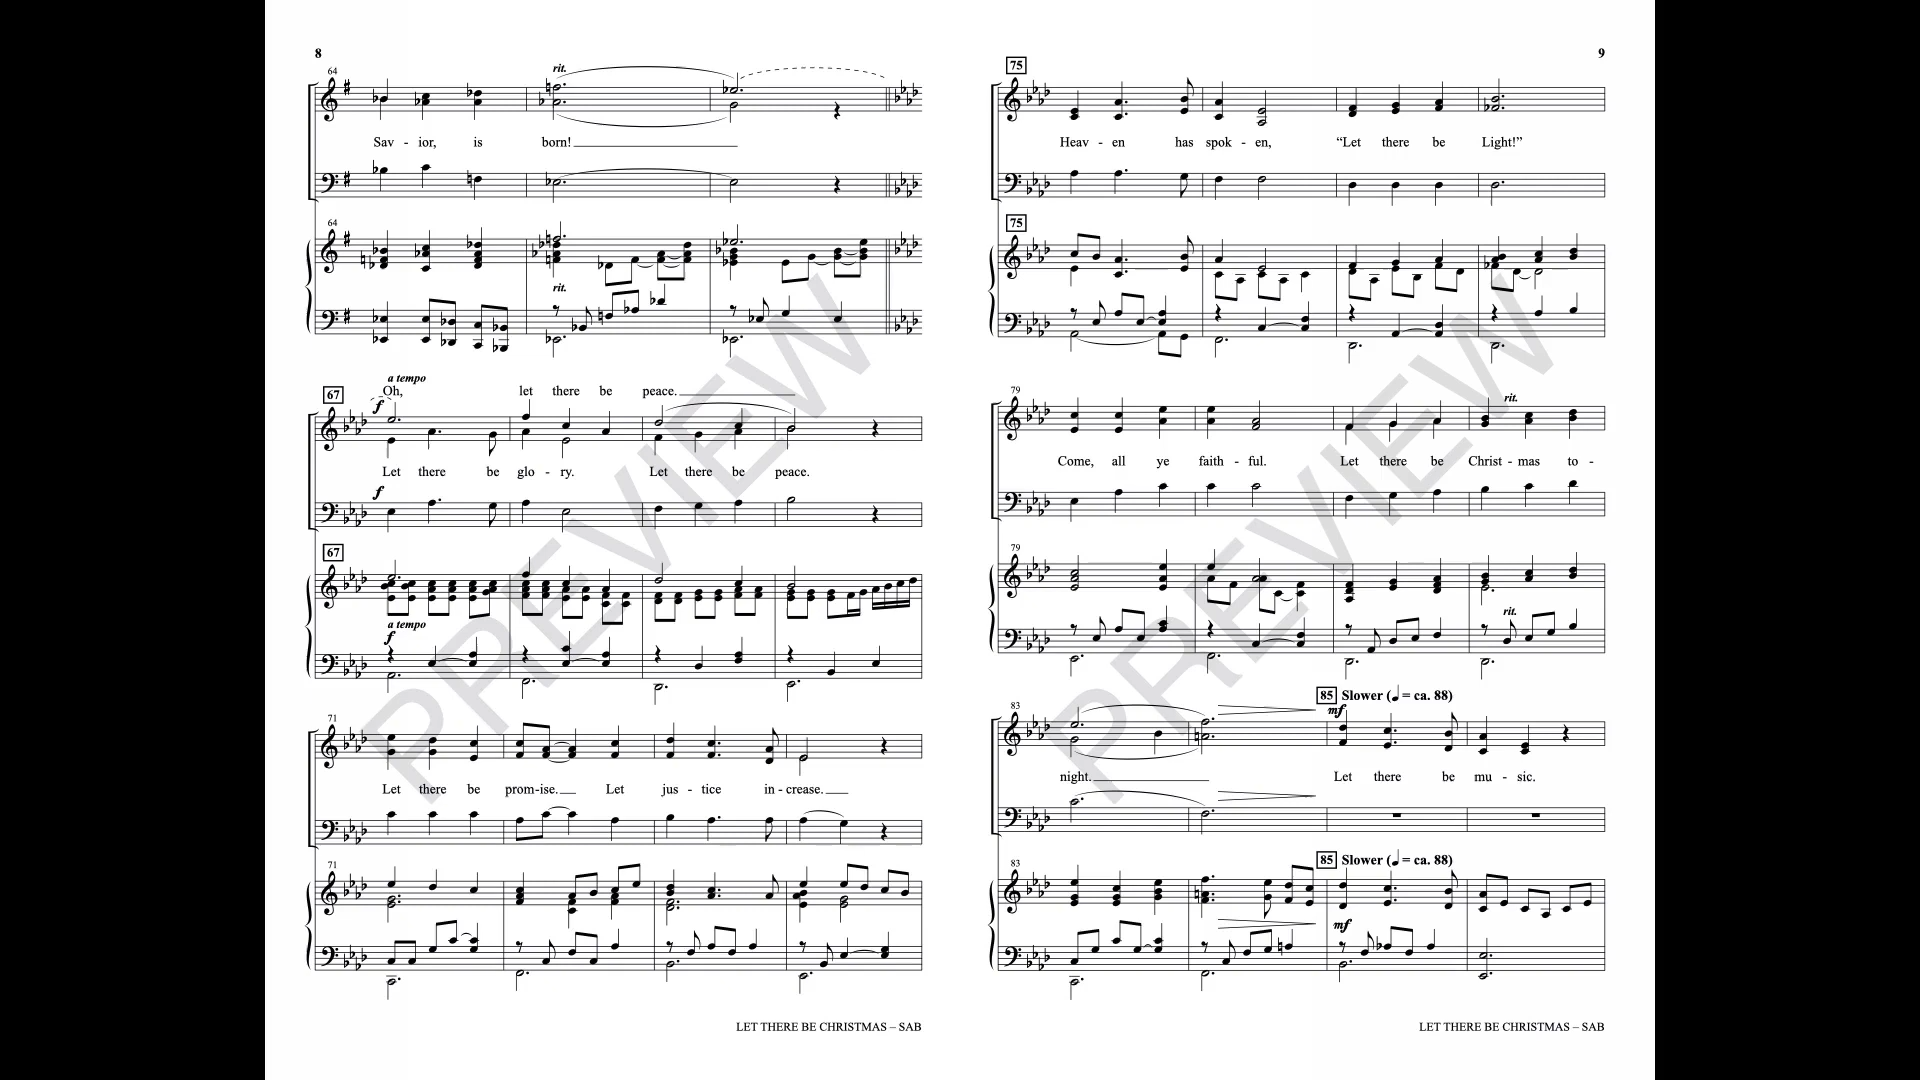 8
64
rit.
Sav - ior, is born!
64
rit.
a tempo
67
Oh, let there be peace.
f
Let there be glo - ry. Let there be peace.
f
67
a tempo
f
71
Let there be prom-ise. Let jus - tice in - crease.
71
LET THERE BE CHRISTMAS – SAB
9
75
Heav - en has spok - en, “Let there be Light!”
75
79
rit.
Come, all ye faith - ful. Let there be Christ - mas to -
79
rit.
85 Slower (♩ = ca. 88)
83
mf
night. Let there be mu - sic.
85 Slower (♩ = ca. 88)
83
mf
LET THERE BE CHRISTMAS – SAB
PREVIEW
PREVIEW